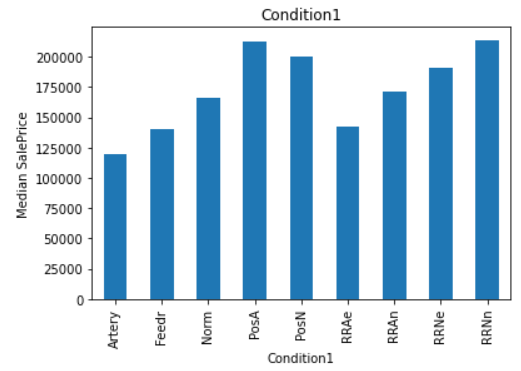 Condition1
Median SalePrice
200000
175000
150000
125000
100000
75000
50000
25000
0
Artery
Feedr
Norm
PosA
PosN
RRAe
RRAn
RRNe
RRNn
Condition1